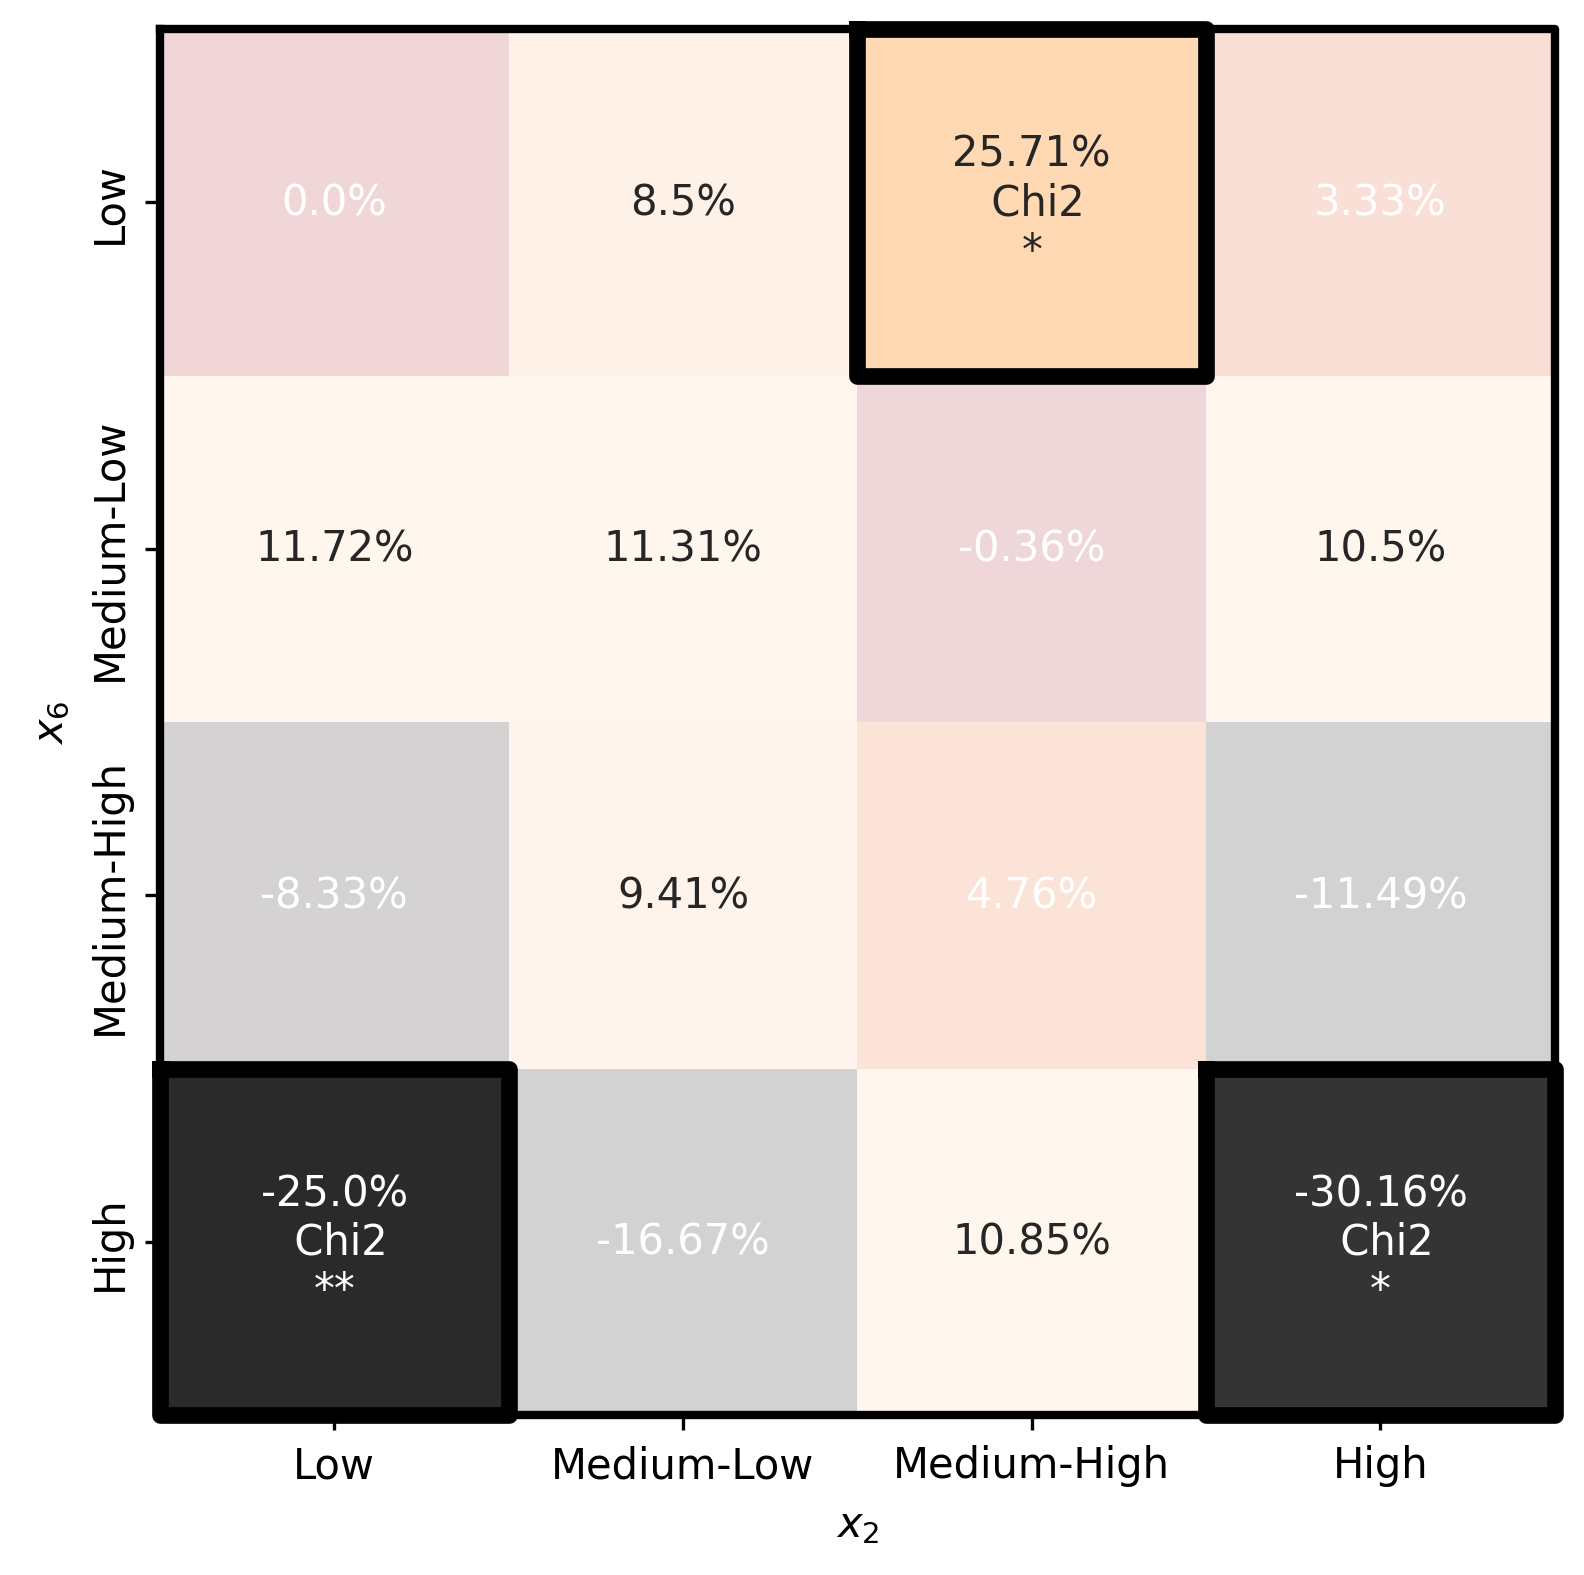 Low
0.0%
8.5%
25.71%
Chi2
*
3.33%
Medium-Low
11.72%
11.31%
-0.36%
10.5%
x6
Medium-High
-8.33%
9.41%
4.76%
-11.49%
High
-25.0%
Chi2
**
-16.67%
10.85%
-30.16%
Chi2
*
Low Medium-Low Medium-High High
x2